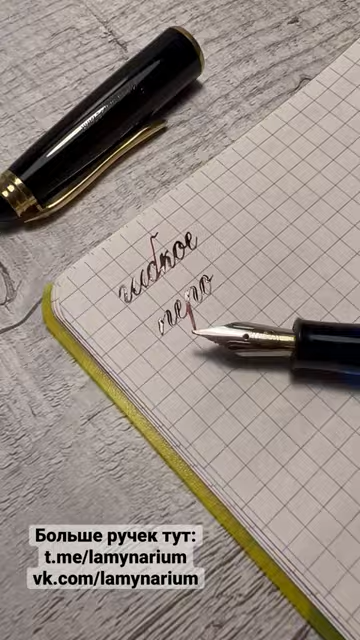 гибкое
перо
Больше ручек тут:
t.me/lamynarium
vk.com/lamynarium